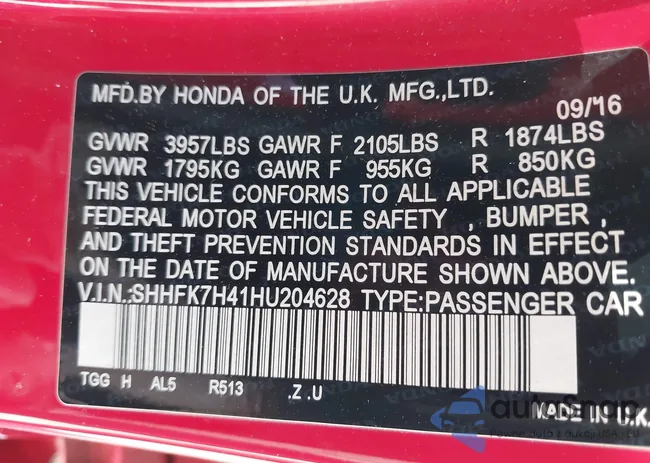 MFD.BY HONDA OF THE U.K. MFG.,LTD.
09/16
GVWR 3957LBS GAWR F 2105LBS R 1874LBS
GVWR 1795KG GAWR F 955KG R 850KG
THIS VEHICLE CONFORMS TO ALL APPLICABLE
FEDERAL MOTOR VEHICLE SAFETY , BUMPER ,
AND THEFT PREVENTION STANDARDS IN EFFECT
ON THE DATE OF MANUFACTURE SHOWN ABOVE.
V.I.N.:SHHFK7H41HU204628 TYPE:PASSENGER CAR
TGG H AL5 R513 .Z .U
MADE IN U.K.
autoSnap